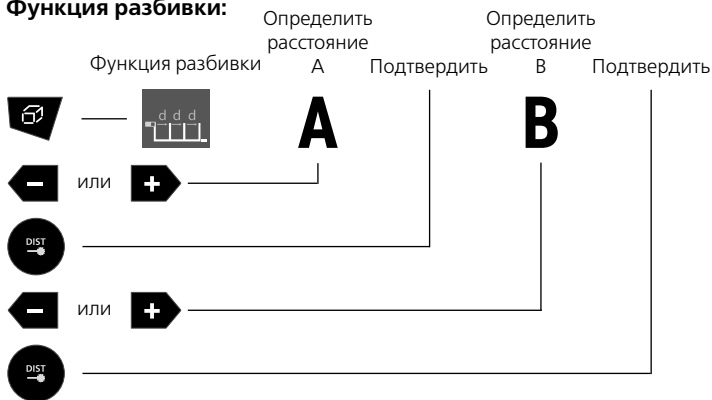 Функция разбивки:
Определить
расстояние
A
Определить
расстояние
B
Функция разбивки
Подтвердить
Подтвердить
d d d
A
B
- или +
DIST
- или +
DIST